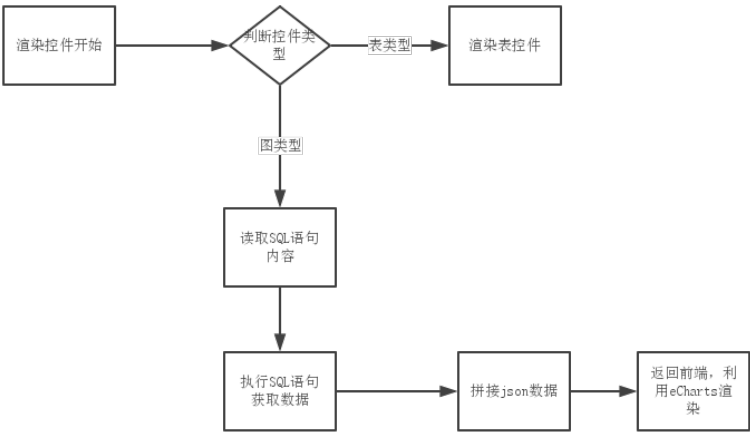 渲染控件开始
判断控件类
型
表类型
渲染表控件
图类型
读取SQL语句
内容
执行SQL语句
获取数据
拼接json数据
返回前端，利
用eCharts渲
染